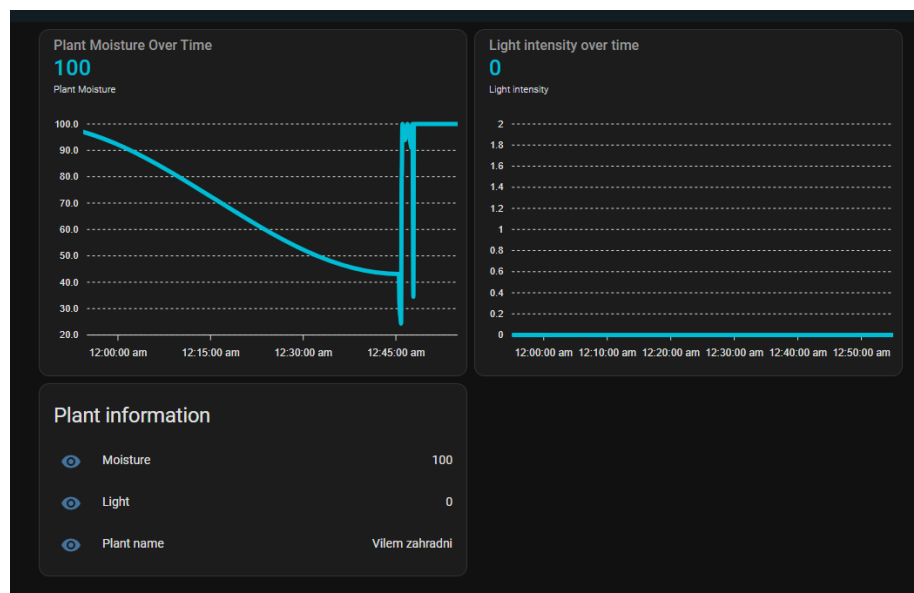 Plant Moisture Over Time
100
Plant Moisture
100.0
90.0
80.0
70.0
60.0
50.0
40.0
30.0
20.0
12:00:00 am 12:15:00 am 12:30:00 am 12:45:00 am
Light intensity over time
0
Light intensity
2
1.8
1.6
1.4
1.2
1
0.8
0.6
0.4
0.2
0
12:00:00 am 12:10:00 am 12:20:00 am 12:30:00 am 12:40:00 am 12:50:00 am
Plant information
Moisture 100
Light 0
Plant name Vilem zahradni